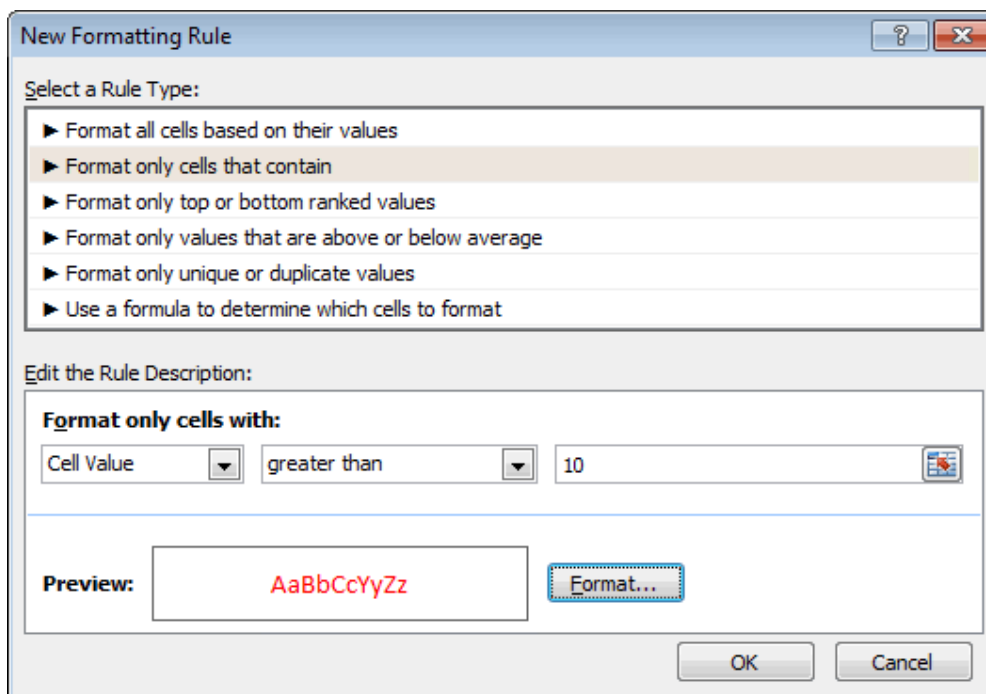 New Formatting Rule
Select a Rule Type:
► Format all cells based on their values
► Format only cells that contain
► Format only top or bottom ranked values
► Format only values that are above or below average
► Format only unique or duplicate values
► Use a formula to determine which cells to format
Edit the Rule Description:
Format only cells with:
Cell Value greater than 10
Preview: AaBbCcYyZz Format...
OK Cancel